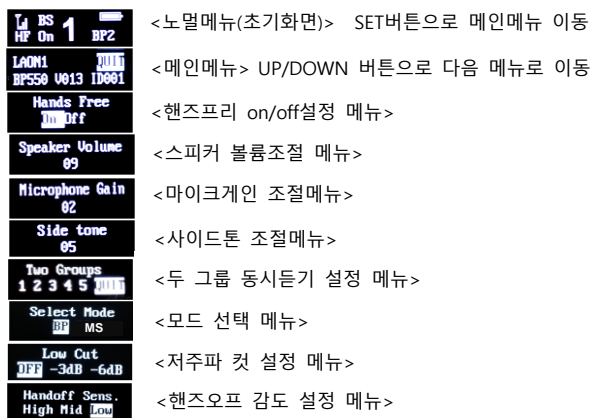 BS 1
HF On BP2
<노멀메뉴(초기화면)> SET버튼으로 메인메뉴 이동
LAON1 QUIT
BP550 V013 ID001
<메인메뉴> UP/DOWN 버튼으로 다음 메뉴로 이동
Hands Free
On Off
<핸즈프리 on/off설정 메뉴>
Speaker Volume
09
<스피커 볼륨조절 메뉴>
Microphone Gain
02
<마이크게인 조절메뉴>
Side tone
05
<사이드톤 조절메뉴>
Two Groups
1 2 3 4 5 QUIT
<두 그룹 동시듣기 설정 메뉴>
Select Mode
BP MS
<모드 선택 메뉴>
Low Cut
OFF -3dB -6dB
<저주파 컷 설정 메뉴>
Handoff Sens.
High Mid Low
<핸즈오프 감도 설정 메뉴>